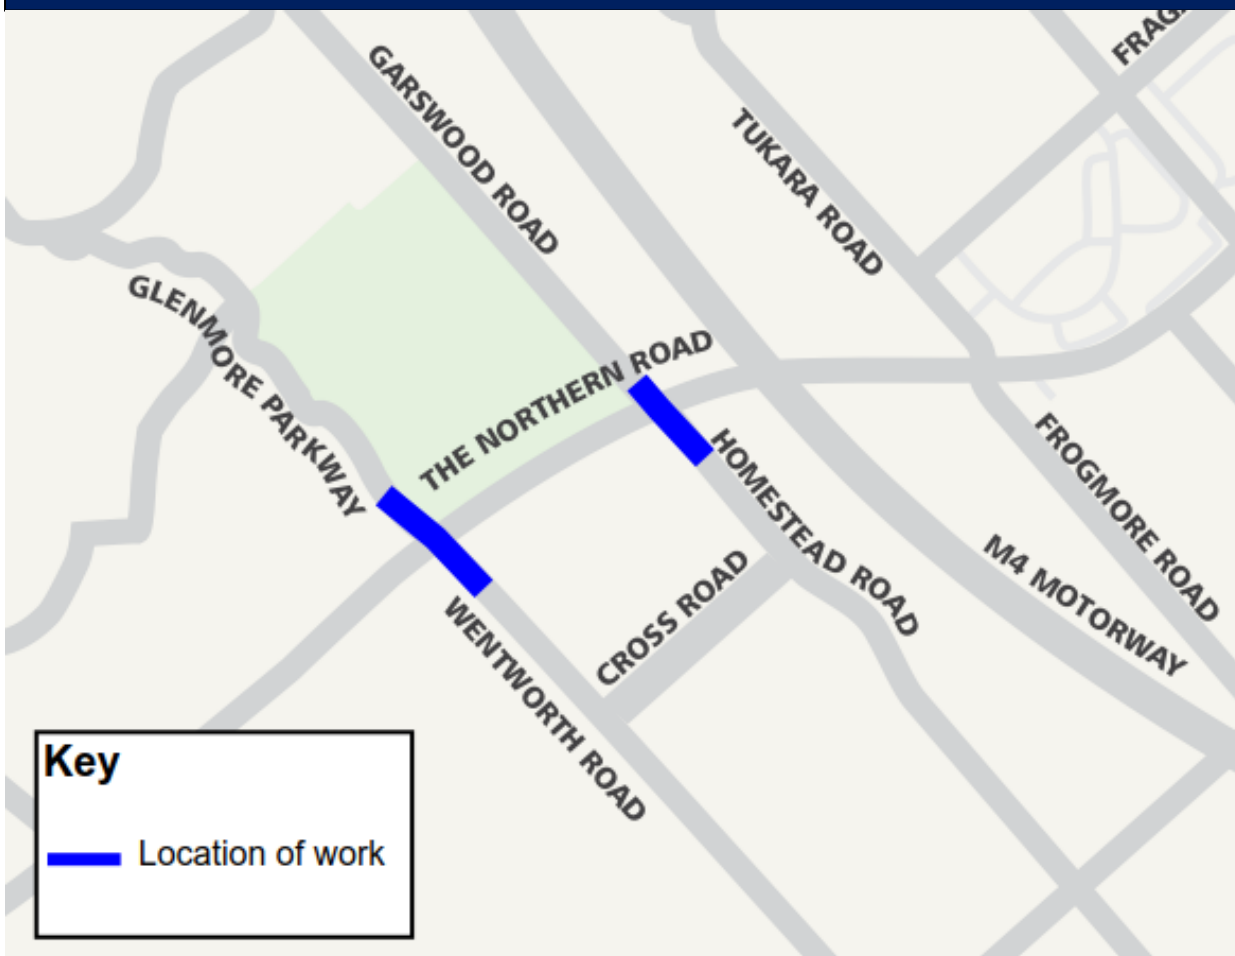 FRAG
GARSWOOD ROAD
TUKARA ROAD
GLENMORE PARKWAY
THE NORTHERN ROAD
HOMESTEAD ROAD
FROGMORE ROAD
M4 MOTORWAY
CROSS ROAD
WENTWORTH ROAD
Key
Location of work